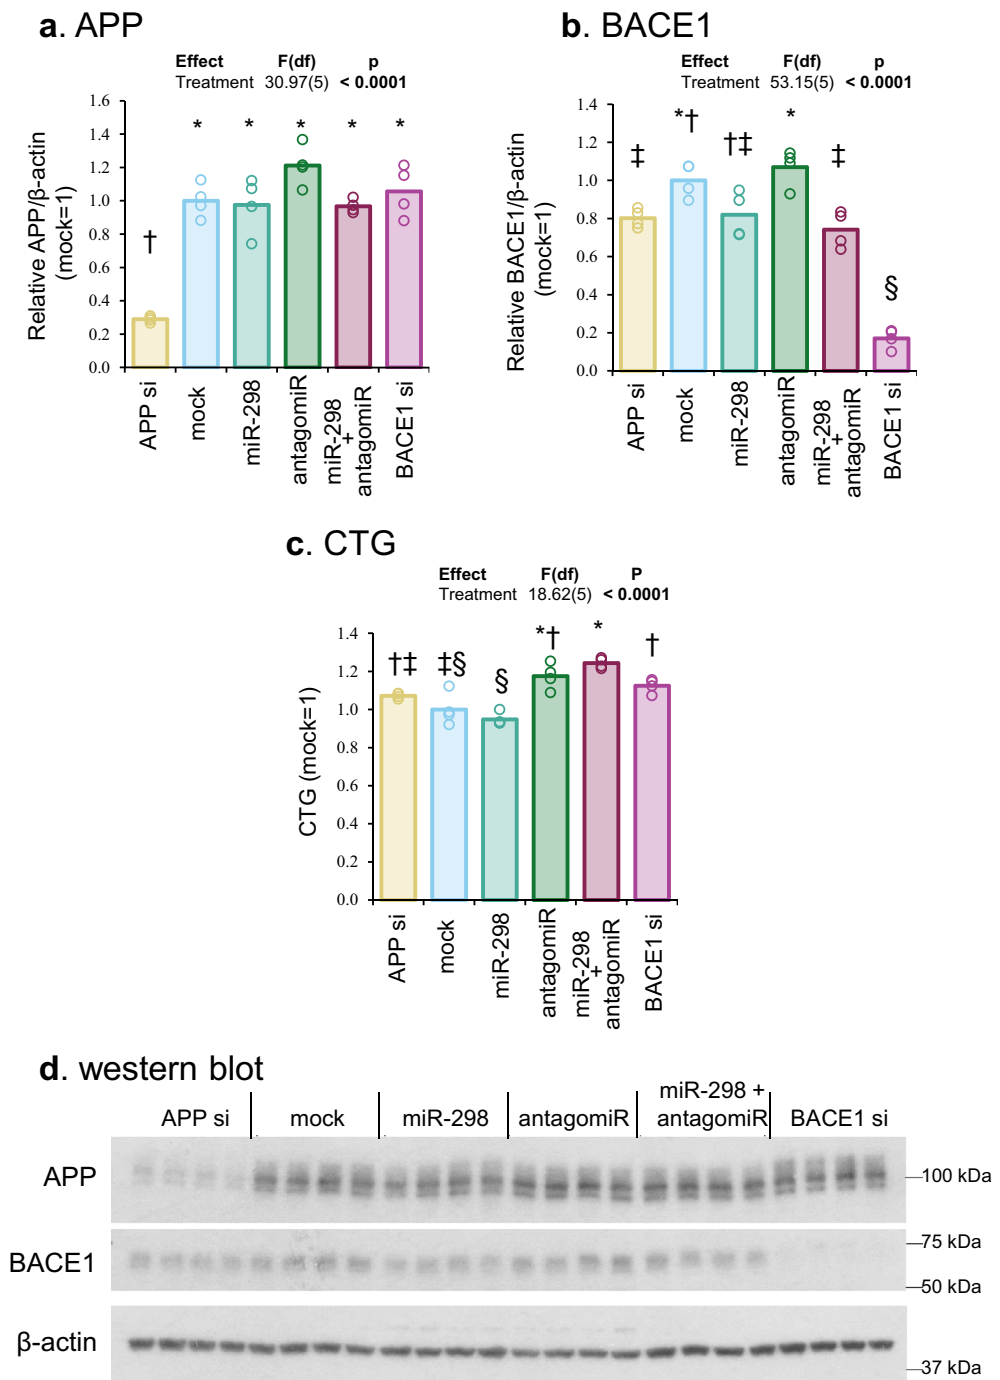 a. APP
Effect F(df) p
Treatment 30.97(5) < 0.0001
Relative APP/β-actin
(mock=1)
1.6
1.4
1.2
1.0
0.8
0.6
0.4
0.2
0.0
† * * * * *
APP si
mock
miR-298
antagomiR
miR-298
+
antagomiR
BACE1 si
b. BACE1
Effect F(df) p
Treatment 53.15(5) < 0.0001
Relative BACE1/β-actin
(mock=1)
1.4
1.2
1.0
0.8
0.6
0.4
0.2
0.0
‡ *† †‡ * ‡ §
APP si
mock
miR-298
antagomiR
miR-298
+
antagomiR
BACE1 si
c. CTG
Effect F(df) P
Treatment 18.62(5) < 0.0001
CTG (mock=1)
1.4
1.2
1.0
0.8
0.6
0.4
0.2
0.0
†‡ ‡§ § *† * †
APP si
mock
miR-298
antagomiR
miR-298
+
antagomiR
BACE1 si
d. western blot
APP si mock miR-298 antagomiR miR-298 +
antagomiR BACE1 si
APP
100 kDa
BACE1
75 kDa
50 kDa
β-actin
37 kDa